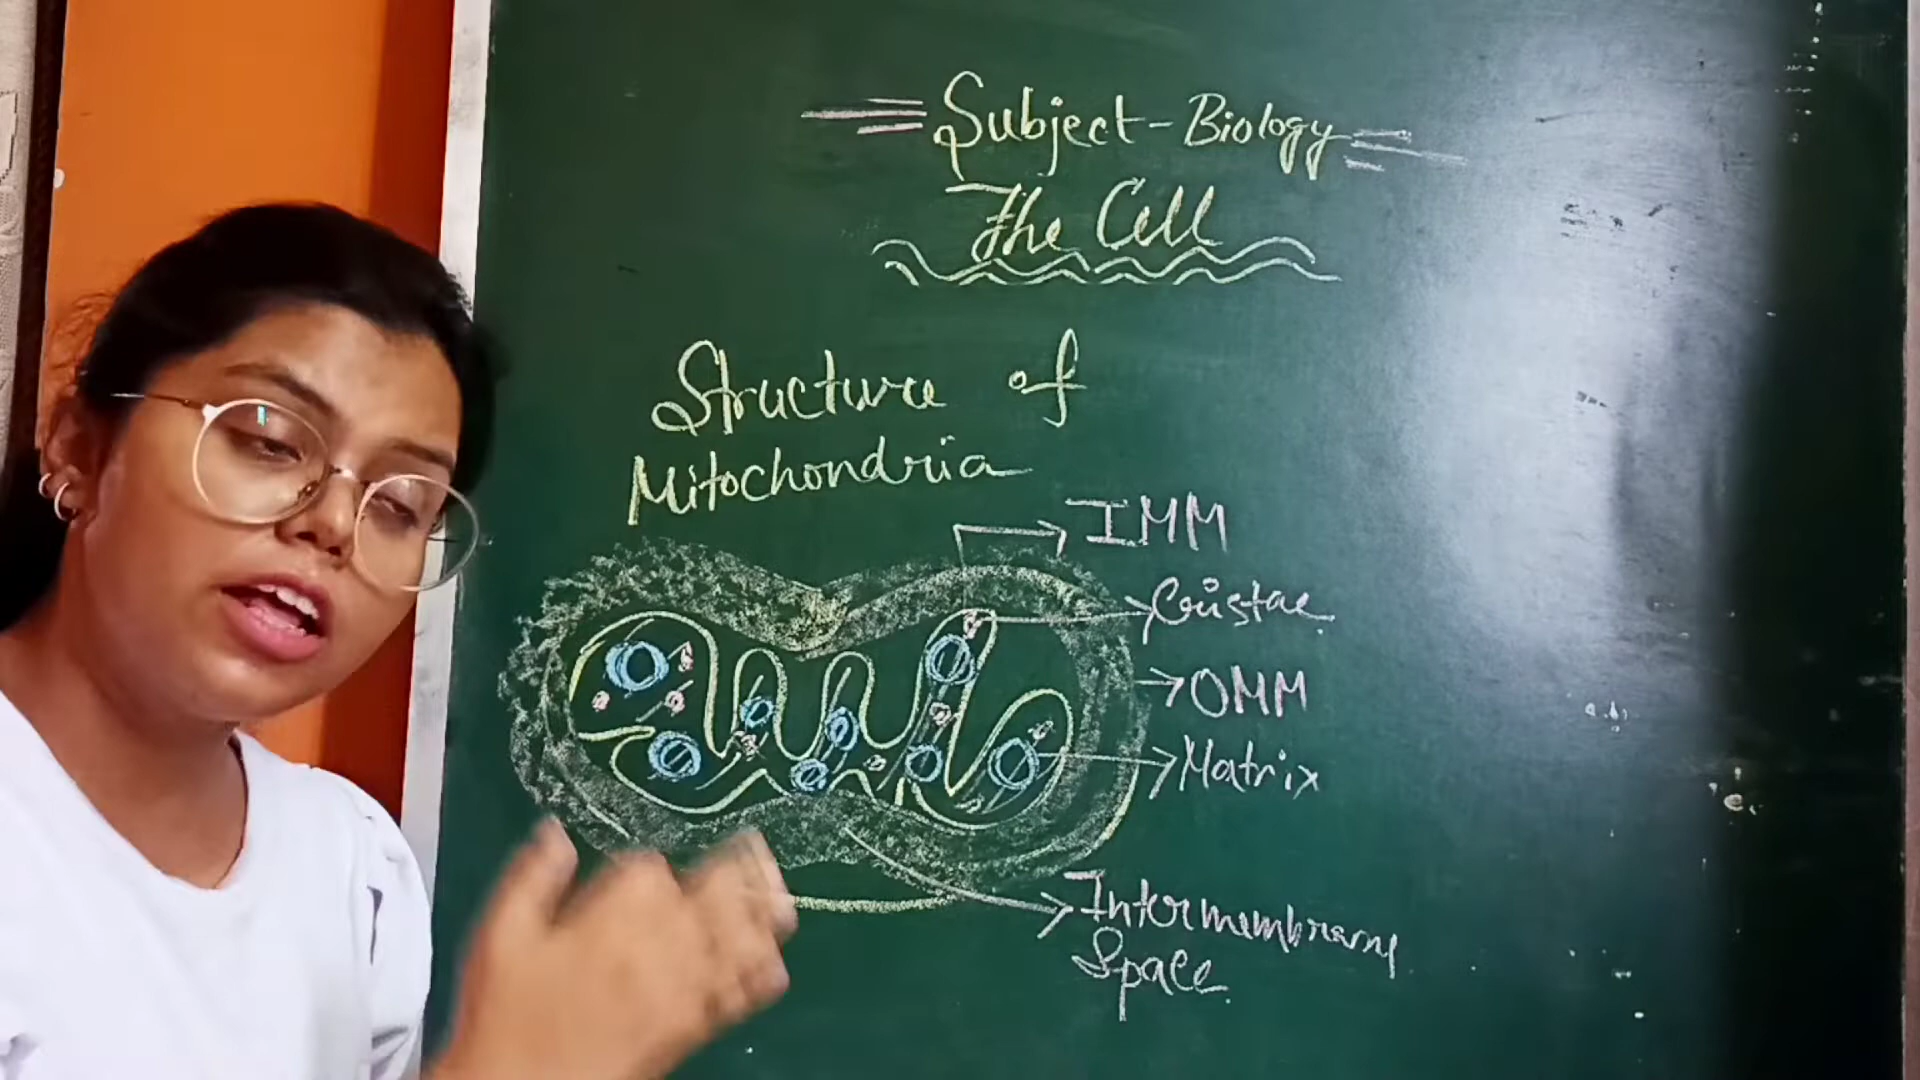 Subject-Biology
The Cell
Structure of
Mitochondria
IMM
Cristae
OMM
Matrix
Intermembrane
Space